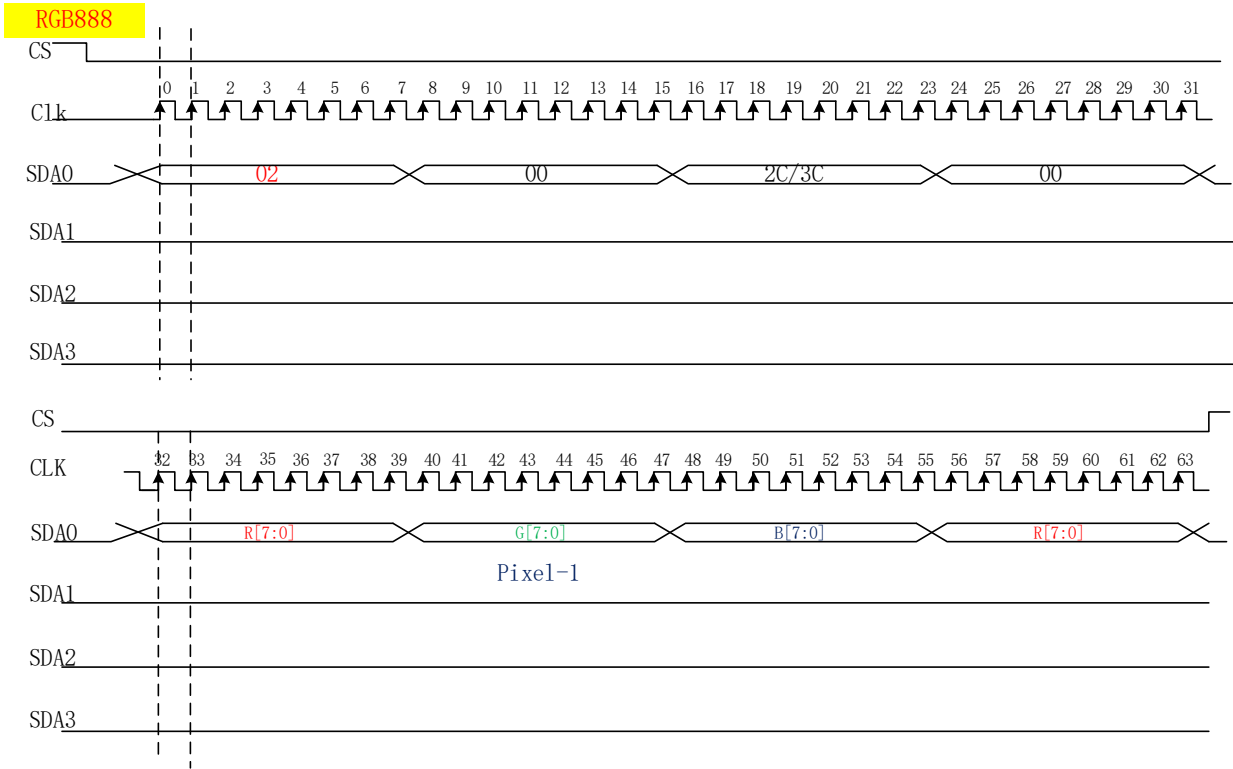 RGB888
CS
0 1 2 3 4 5 6 7 8 9 10 11 12 13 14 15 16 17 18 19 20 21 22 23 24 25 26 27 28 29 30 31
Clk
SDA0 02 00 2C/3C 00
SDA1
SDA2
SDA3
CS
32 33 34 35 36 37 38 39 40 41 42 43 44 45 46 47 48 49 50 51 52 53 54 55 56 57 58 59 60 61 62 63
CLK
SDA0 R[7:0] G[7:0] B[7:0] R[7:0]
Pixel-1
SDA1
SDA2
SDA3